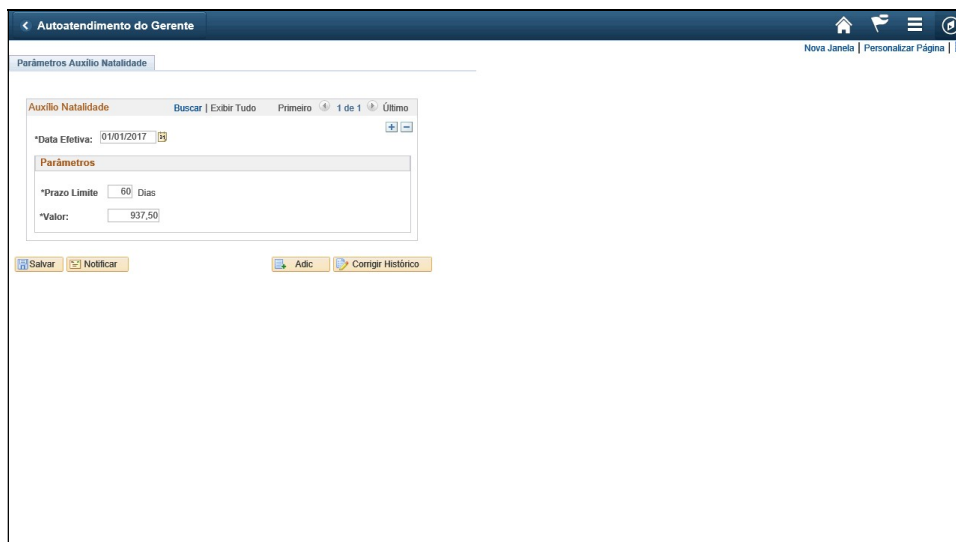 Autoatendimento do Gerente
Nova Janela | Personalizar Página |
Parâmetros Auxílio Natalidade
Auxílio Natalidade Buscar | Exibir Tudo Primeiro 1 de 1 Último
*Data Efetiva: 01/01/2017
Parâmetros
*Prazo Limite 60 Dias
*Valor: 937,50
Salvar Notificar Adic Corrigir Histórico